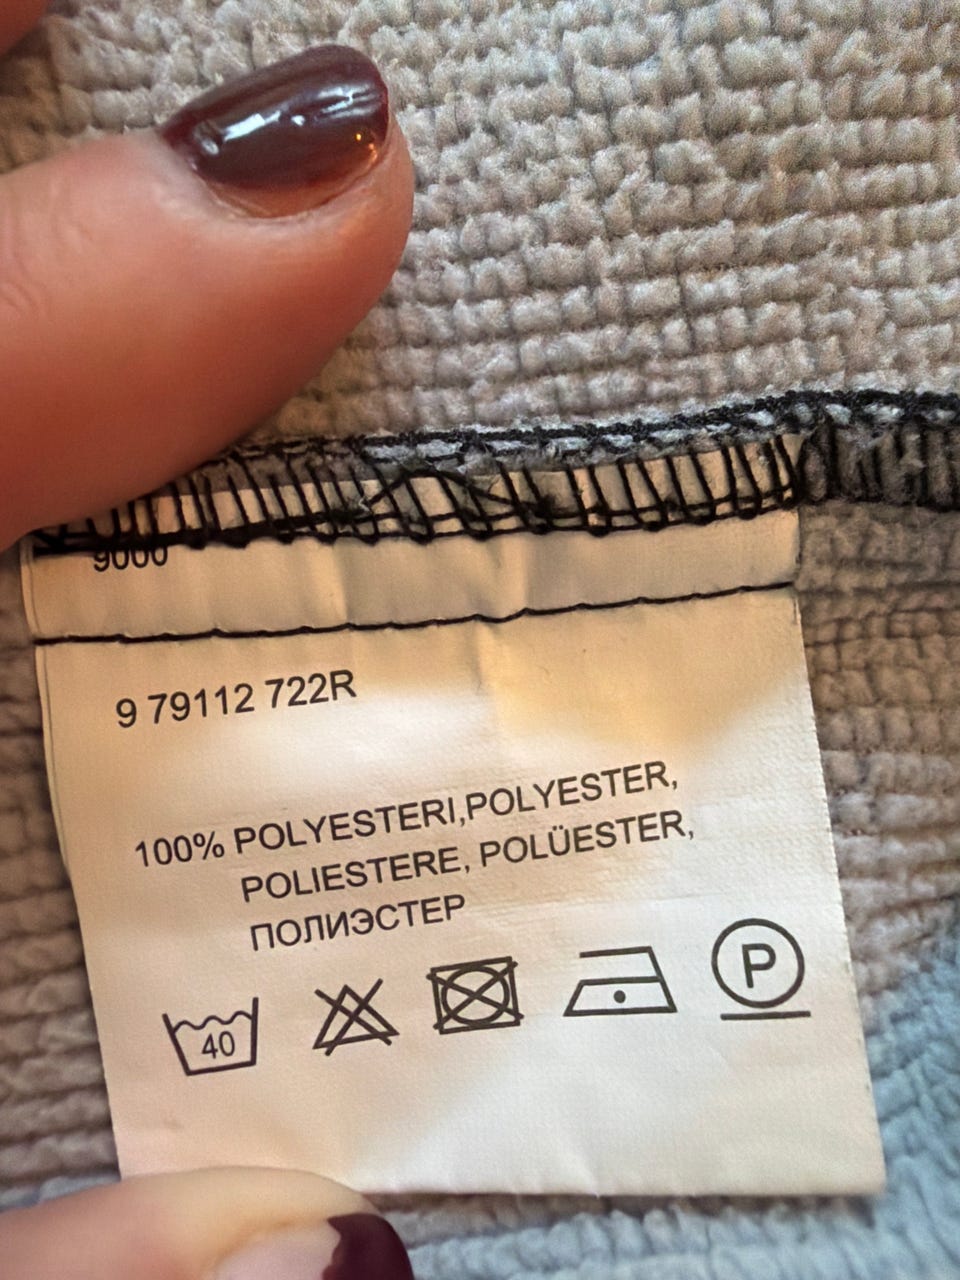 9000
9 79112 722R
100% POLYESTERI,POLYESTER,
POLIESTERE, POLÜESTER,
ПОЛИЭСТЕР
40
P